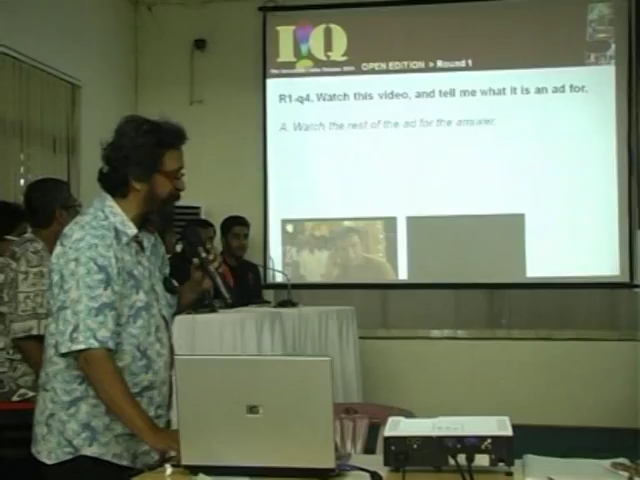 I!Q
OPEN EDITION > Round 1
R1-q4. Watch this video, and tell me what it is an ad for.
A. Watch the rest of the ad for the answer.
hp